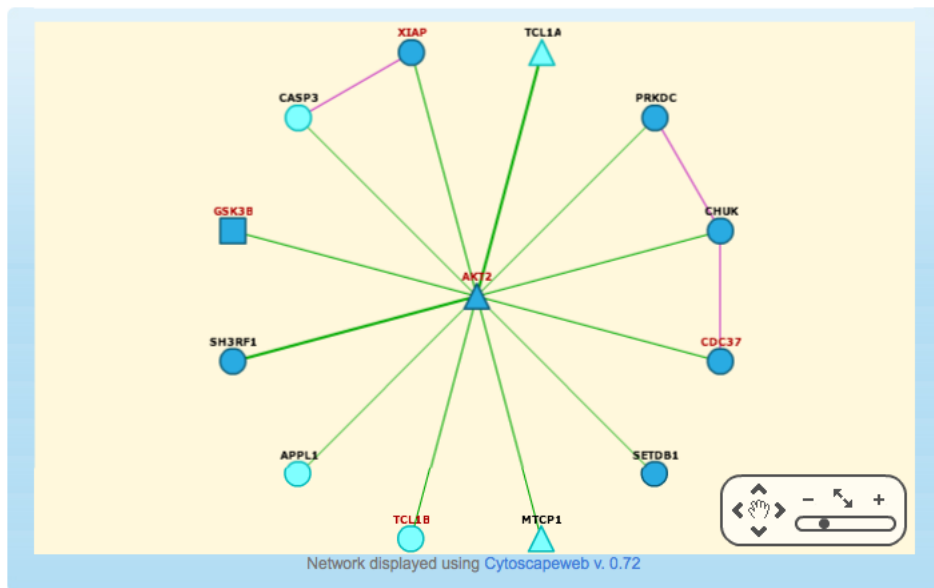 XIAP
TCL1A
CASP3
PRKDC
GSK3B
CHUK
AKT2
SH3RF1
CDC37
APPL1
SETDB1
TCL1B
MTCP1
Network displayed using Cytoscapeweb v. 0.72